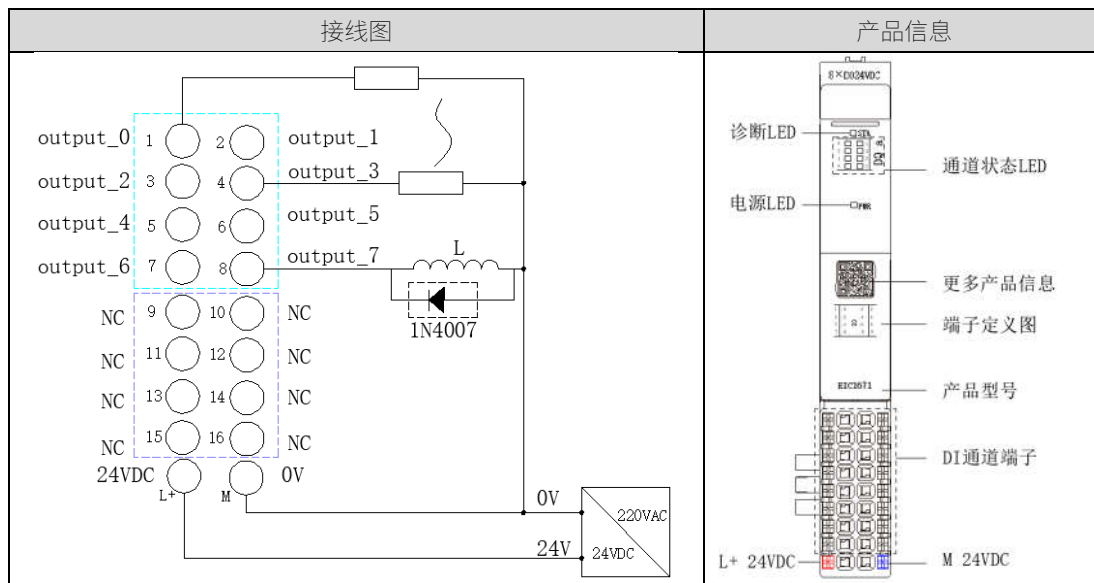 接线图
产品信息
output_0 1 2 output_1
output_2 3 4 output_3
output_4 5 6 output_5
output_6 7 8 output_7
L
1N4007
NC 9 10 NC
NC 11 12 NC
NC 13 14 NC
NC 15 16 NC
24VDC L+ M 0V
0V
24V
220VAC
24VDC
8×DO24VDC
诊断LED
STA
通道状态LED
电源LED
PWR
更多产品信息
端子定义图
产品型号
DI通道端子
L+ 24VDC
M 24VDC